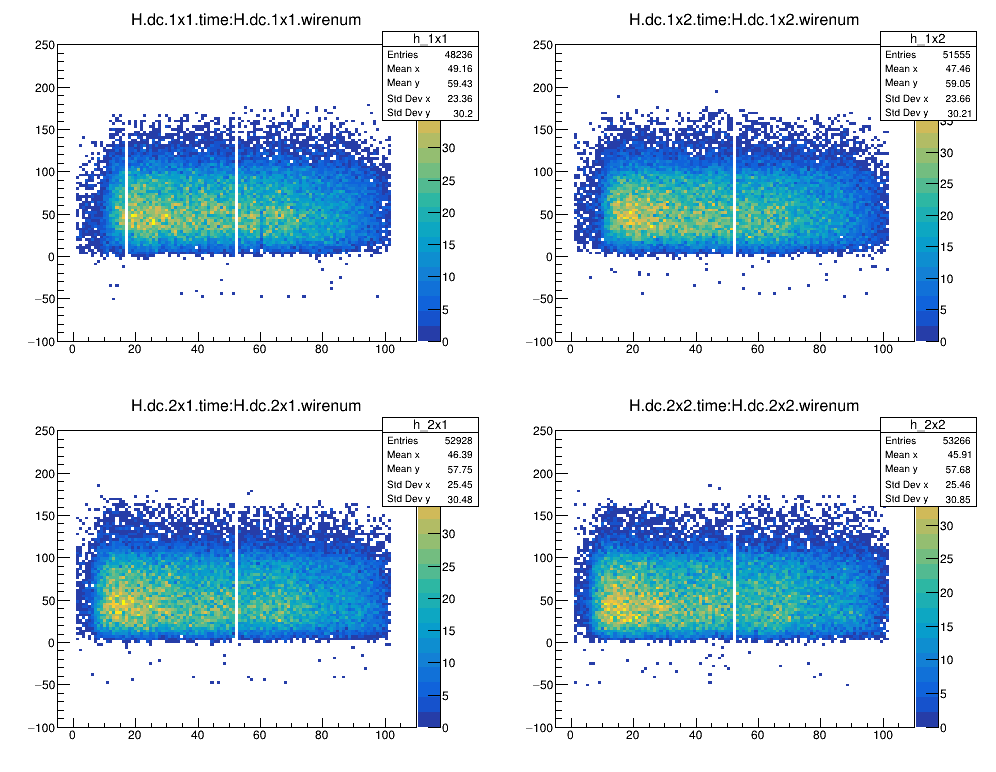 H.dc.1x1.time:H.dc.1x1.wirenum
h_1x1
Entries 48236
Mean x 49.16
Mean y 59.43
Std Dev x 23.36
Std Dev y 30.2
250
200
150
100
50
0
−50
−100
0 20 40 60 80 100
30
25
20
15
10
5
0
H.dc.1x2.time:H.dc.1x2.wirenum
h_1x2
Entries 51555
Mean x 47.46
Mean y 59.05
Std Dev x 23.66
Std Dev y 30.21
250
200
150
100
50
0
−50
−100
0 20 40 60 80 100
35
30
25
20
15
10
5
0
H.dc.2x1.time:H.dc.2x1.wirenum
h_2x1
Entries 52928
Mean x 46.39
Mean y 57.75
Std Dev x 25.45
Std Dev y 30.48
250
200
150
100
50
0
−50
−100
0 20 40 60 80 100
30
25
20
15
10
5
0
H.dc.2x2.time:H.dc.2x2.wirenum
h_2x2
Entries 53266
Mean x 45.91
Mean y 57.68
Std Dev x 25.46
Std Dev y 30.85
250
200
150
100
50
0
−50
−100
0 20 40 60 80 100
30
25
20
15
10
5
0